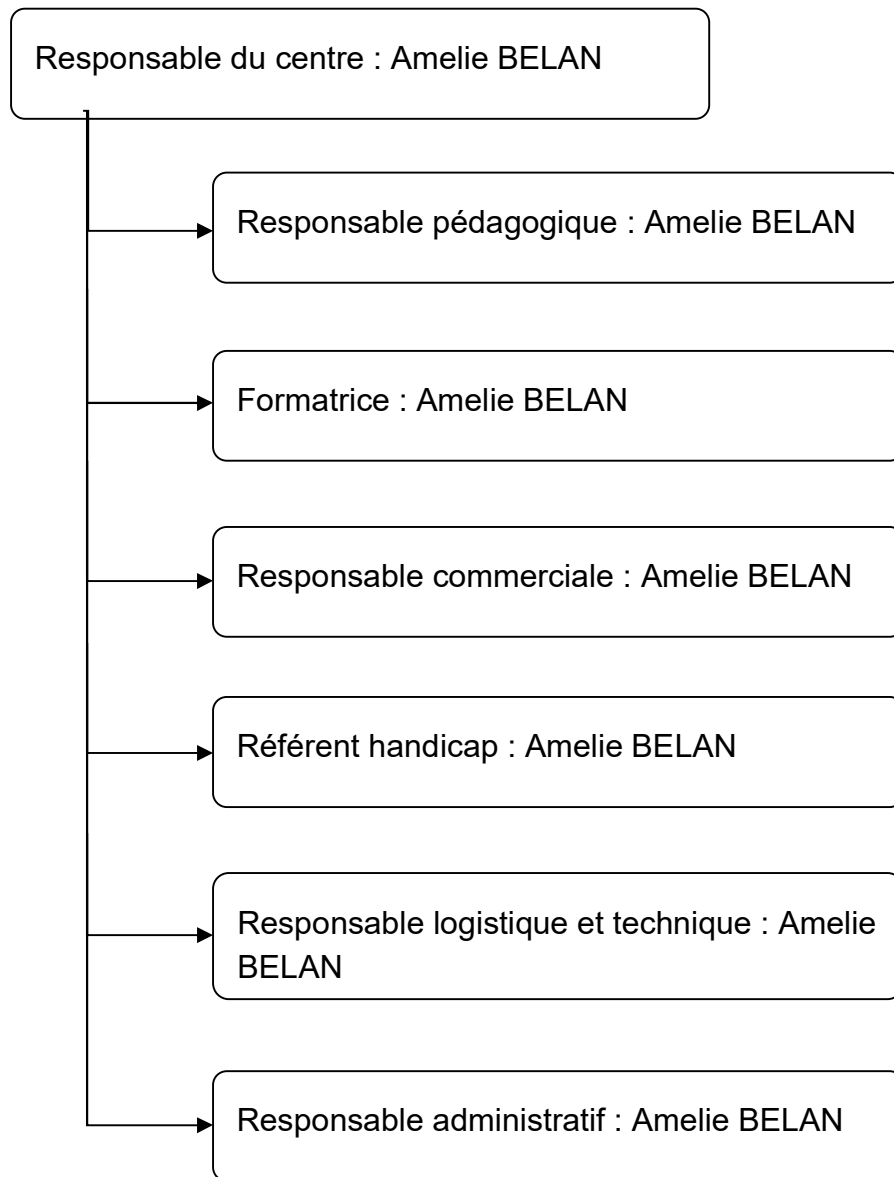 Responsable du centre : Amelie BELAN
Responsable pédagogique : Amelie BELAN
Formatrice : Amelie BELAN
Responsable commerciale : Amelie BELAN
Référent handicap : Amelie BELAN
Responsable logistique et technique : Amelie
BELAN
Responsable administratif : Amelie BELAN